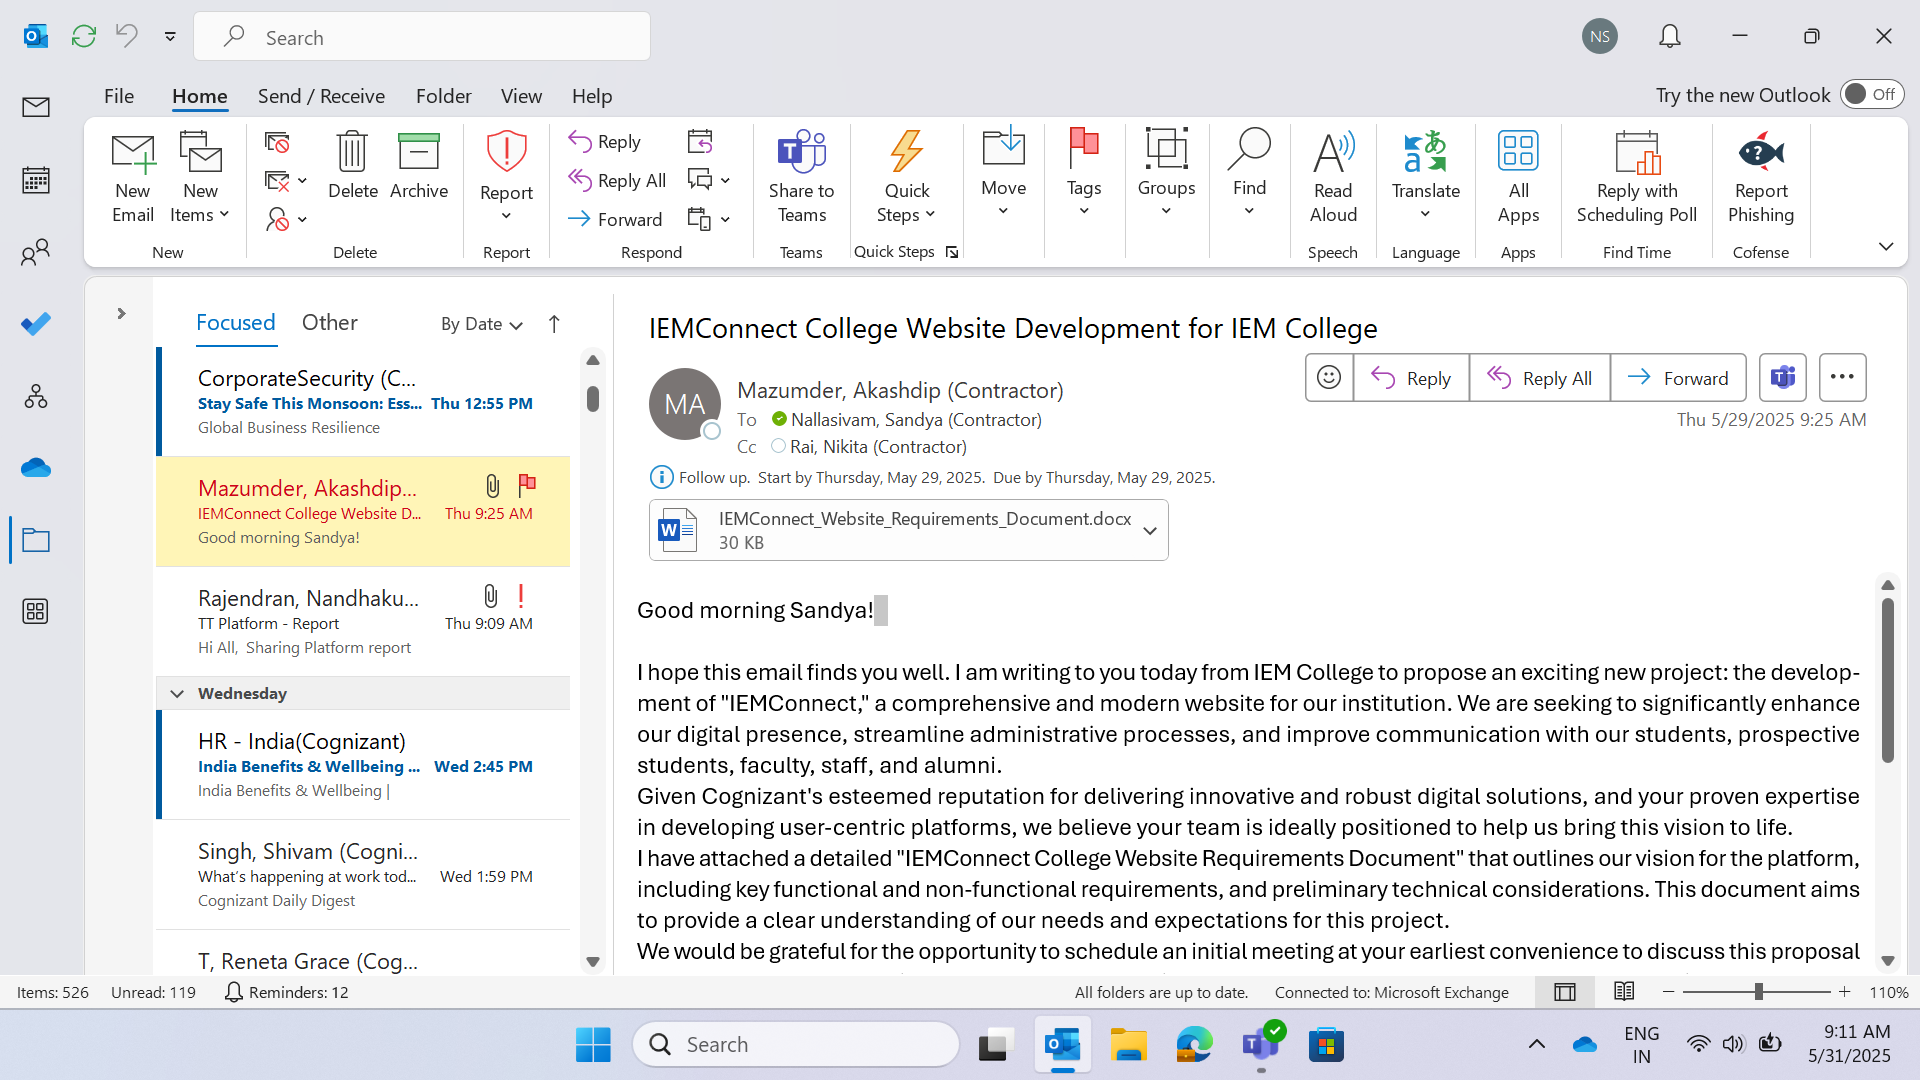 Search
NS
File Home Send / Receive Folder View Help
Try the new Outlook Off
New Email
New Items
New
Delete
Archive
Delete
Report
Report
Reply
Reply All
Forward
Respond
Share to Teams
Teams
Quick Steps
Quick Steps
Move
Tags
Groups
Find
Read Aloud
Speech
Translate
Language
All Apps
Apps
Reply with Scheduling Poll
Find Time
Report Phishing
Cofense
Focused Other By Date
CorporateSecurity (C...
Stay Safe This Monsoon: Ess... Thu 12:55 PM
Global Business Resilience
Mazumder, Akashdip...
IEMConnect College Website D... Thu 9:25 AM
Good morning Sandya!
Rajendran, Nandhaku...
TT Platform - Report Thu 9:09 AM
Hi All, Sharing Platform report
Wednesday
HR - India(Cognizant)
India Benefits & Wellbeing ... Wed 2:45 PM
India Benefits & Wellbeing |
Singh, Shivam (Cogni...
What's happening at work tod... Wed 1:59 PM
Cognizant Daily Digest
T, Reneta Grace (Cog...
IEMConnect College Website Development for IEM College
MA
Mazumder, Akashdip (Contractor)
To Nallasivam, Sandya (Contractor)
Cc Rai, Nikita (Contractor)
Reply Reply All Forward
Thu 5/29/2025 9:25 AM
Follow up. Start by Thursday, May 29, 2025. Due by Thursday, May 29, 2025.
IEMConnect_Website_Requirements_Document.docx
30 KB
Good morning Sandya!
I hope this email finds you well. I am writing to you today from IEM College to propose an exciting new project: the develop-
ment of "IEMConnect," a comprehensive and modern website for our institution. We are seeking to significantly enhance
our digital presence, streamline administrative processes, and improve communication with our students, prospective
students, faculty, staff, and alumni.
Given Cognizant's esteemed reputation for delivering innovative and robust digital solutions, and your proven expertise
in developing user-centric platforms, we believe your team is ideally positioned to help us bring this vision to life.
I have attached a detailed "IEMConnect College Website Requirements Document" that outlines our vision for the platform,
including key functional and non-functional requirements, and preliminary technical considerations. This document aims
to provide a clear understanding of our needs and expectations for this project.
We would be grateful for the opportunity to schedule an initial meeting at your earliest convenience to discuss this proposal
Items: 526 Unread: 119 Reminders: 12
All folders are up to date. Connected to: Microsoft Exchange 110%
Search
ENG
IN
9:11 AM
5/31/2025